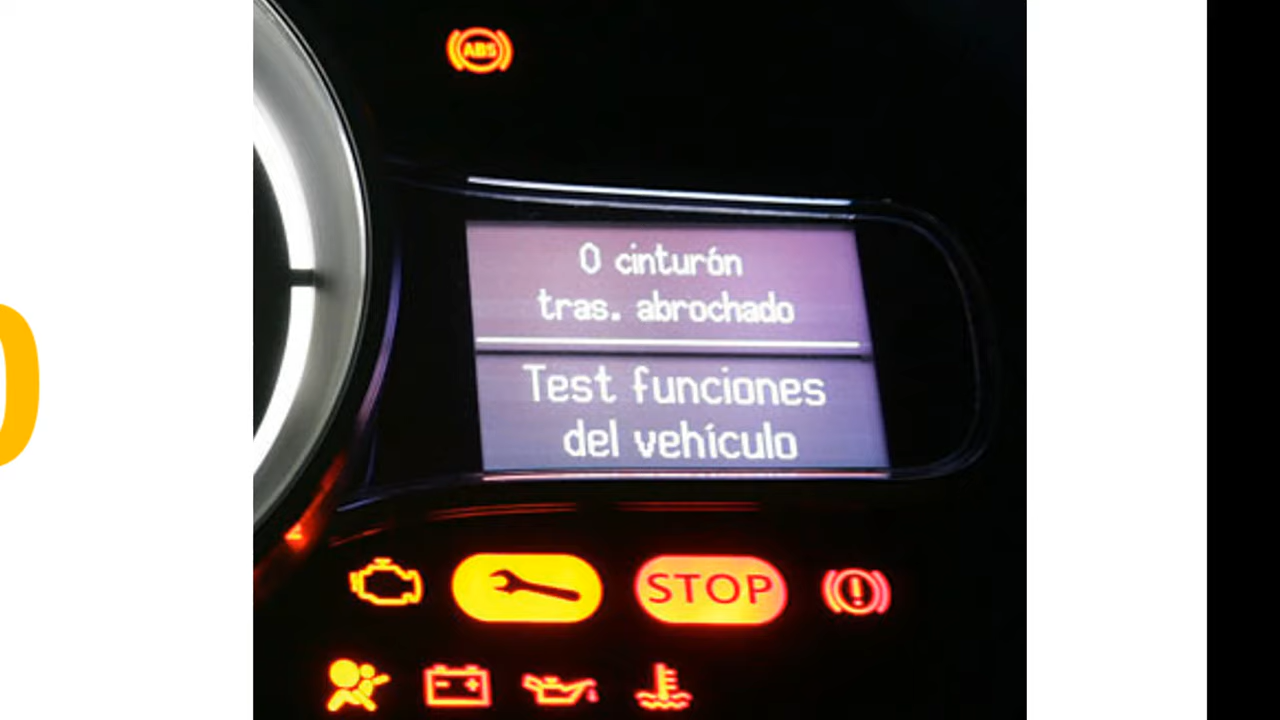 ABS
0 cinturón
tras. abrochado
Test funciones
del vehículo
STOP